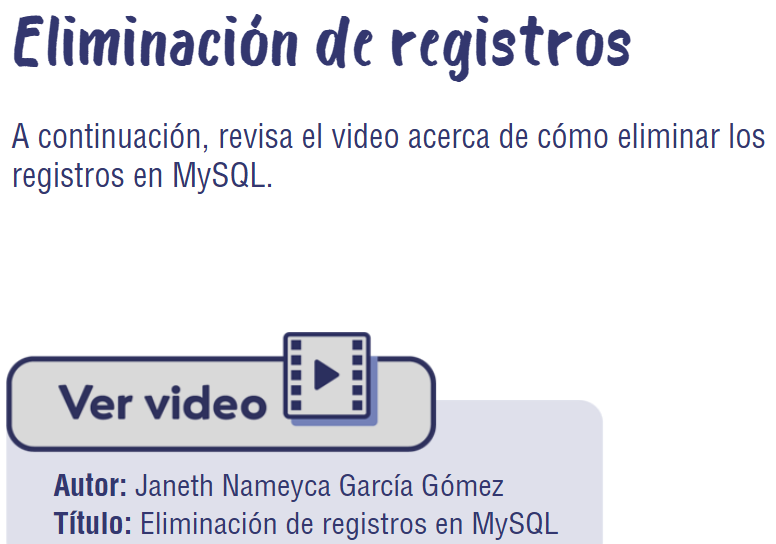 Eliminación de registros
A continuación, revisa el video acerca de cómo eliminar los
registros en MySQL.
Ver video
Autor: Janeth Nameyca García Gómez
Título: Eliminación de registros en MySQL